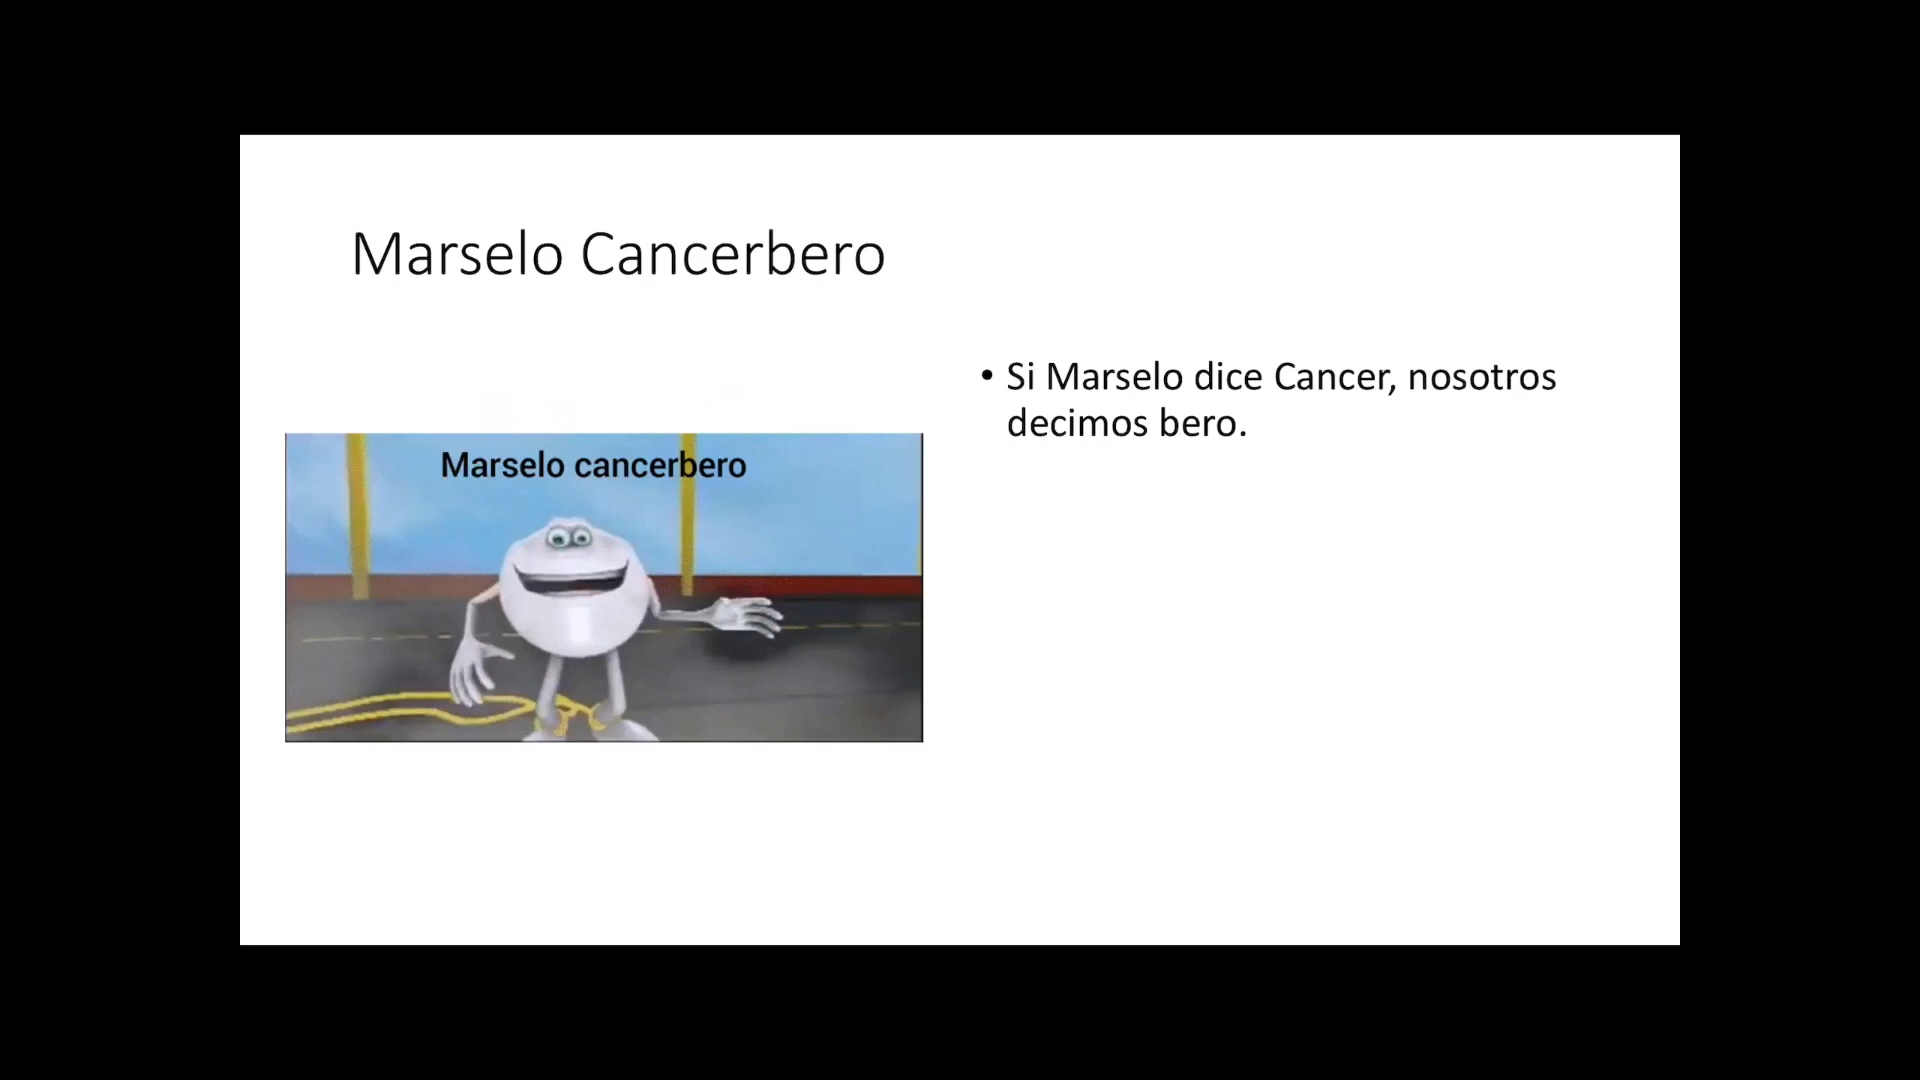 Marselo Cancerbero
• Si Marselo dice Cancer, nosotros
decimos bero.
Marselo cancerbero